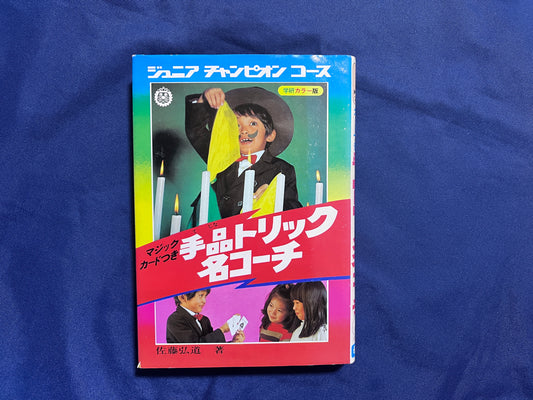 ジュニア チャンピオン コース
学研カラー版
マジック
カードつき
手品トリック
名コーチ
佐藤弘道 著